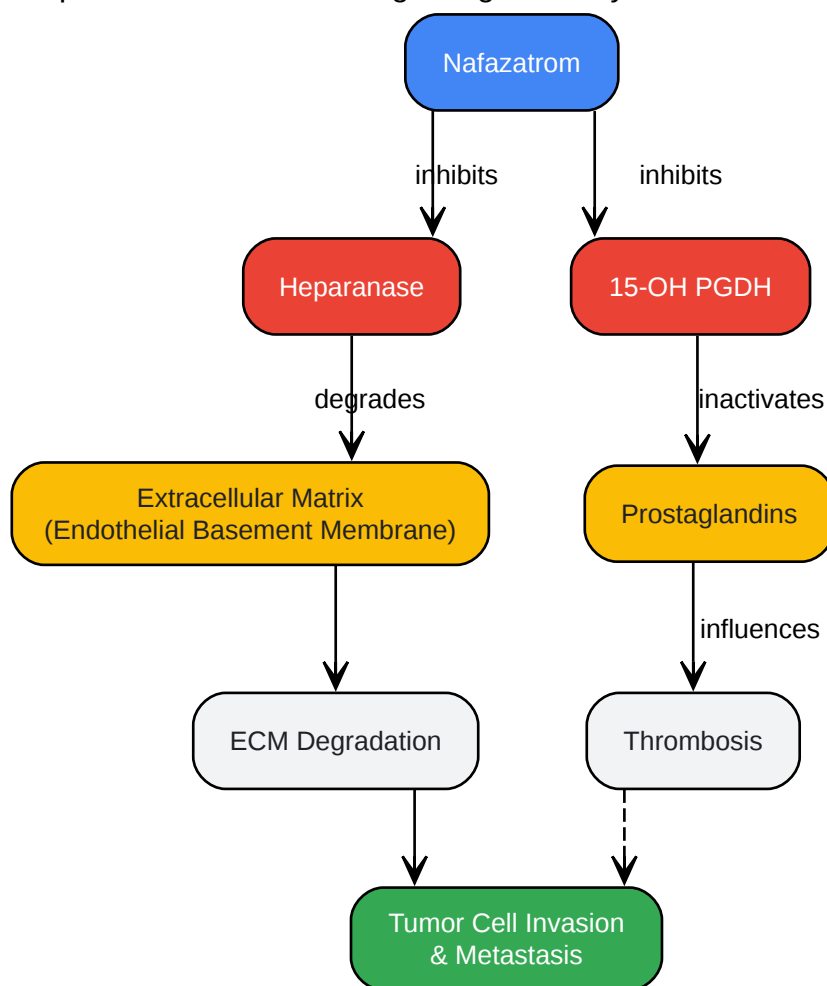 Nafazatrom
inhibits
inhibits
Heparanase
15-OH PGDH
degrades
inactivates
Extracellular Matrix
(Endothelial Basement Membrane)
Prostaglandins
influences
ECM Degradation
Thrombosis
Tumor Cell Invasion
& Metastasis